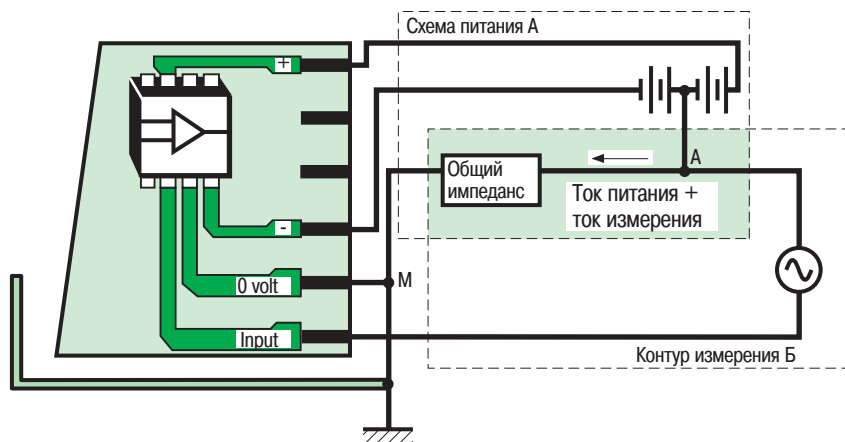 Схема питания А
+
Общий
импеданс
А
Ток питания +
ток измерения
-
0 volt
М
Input
Контур измерения Б